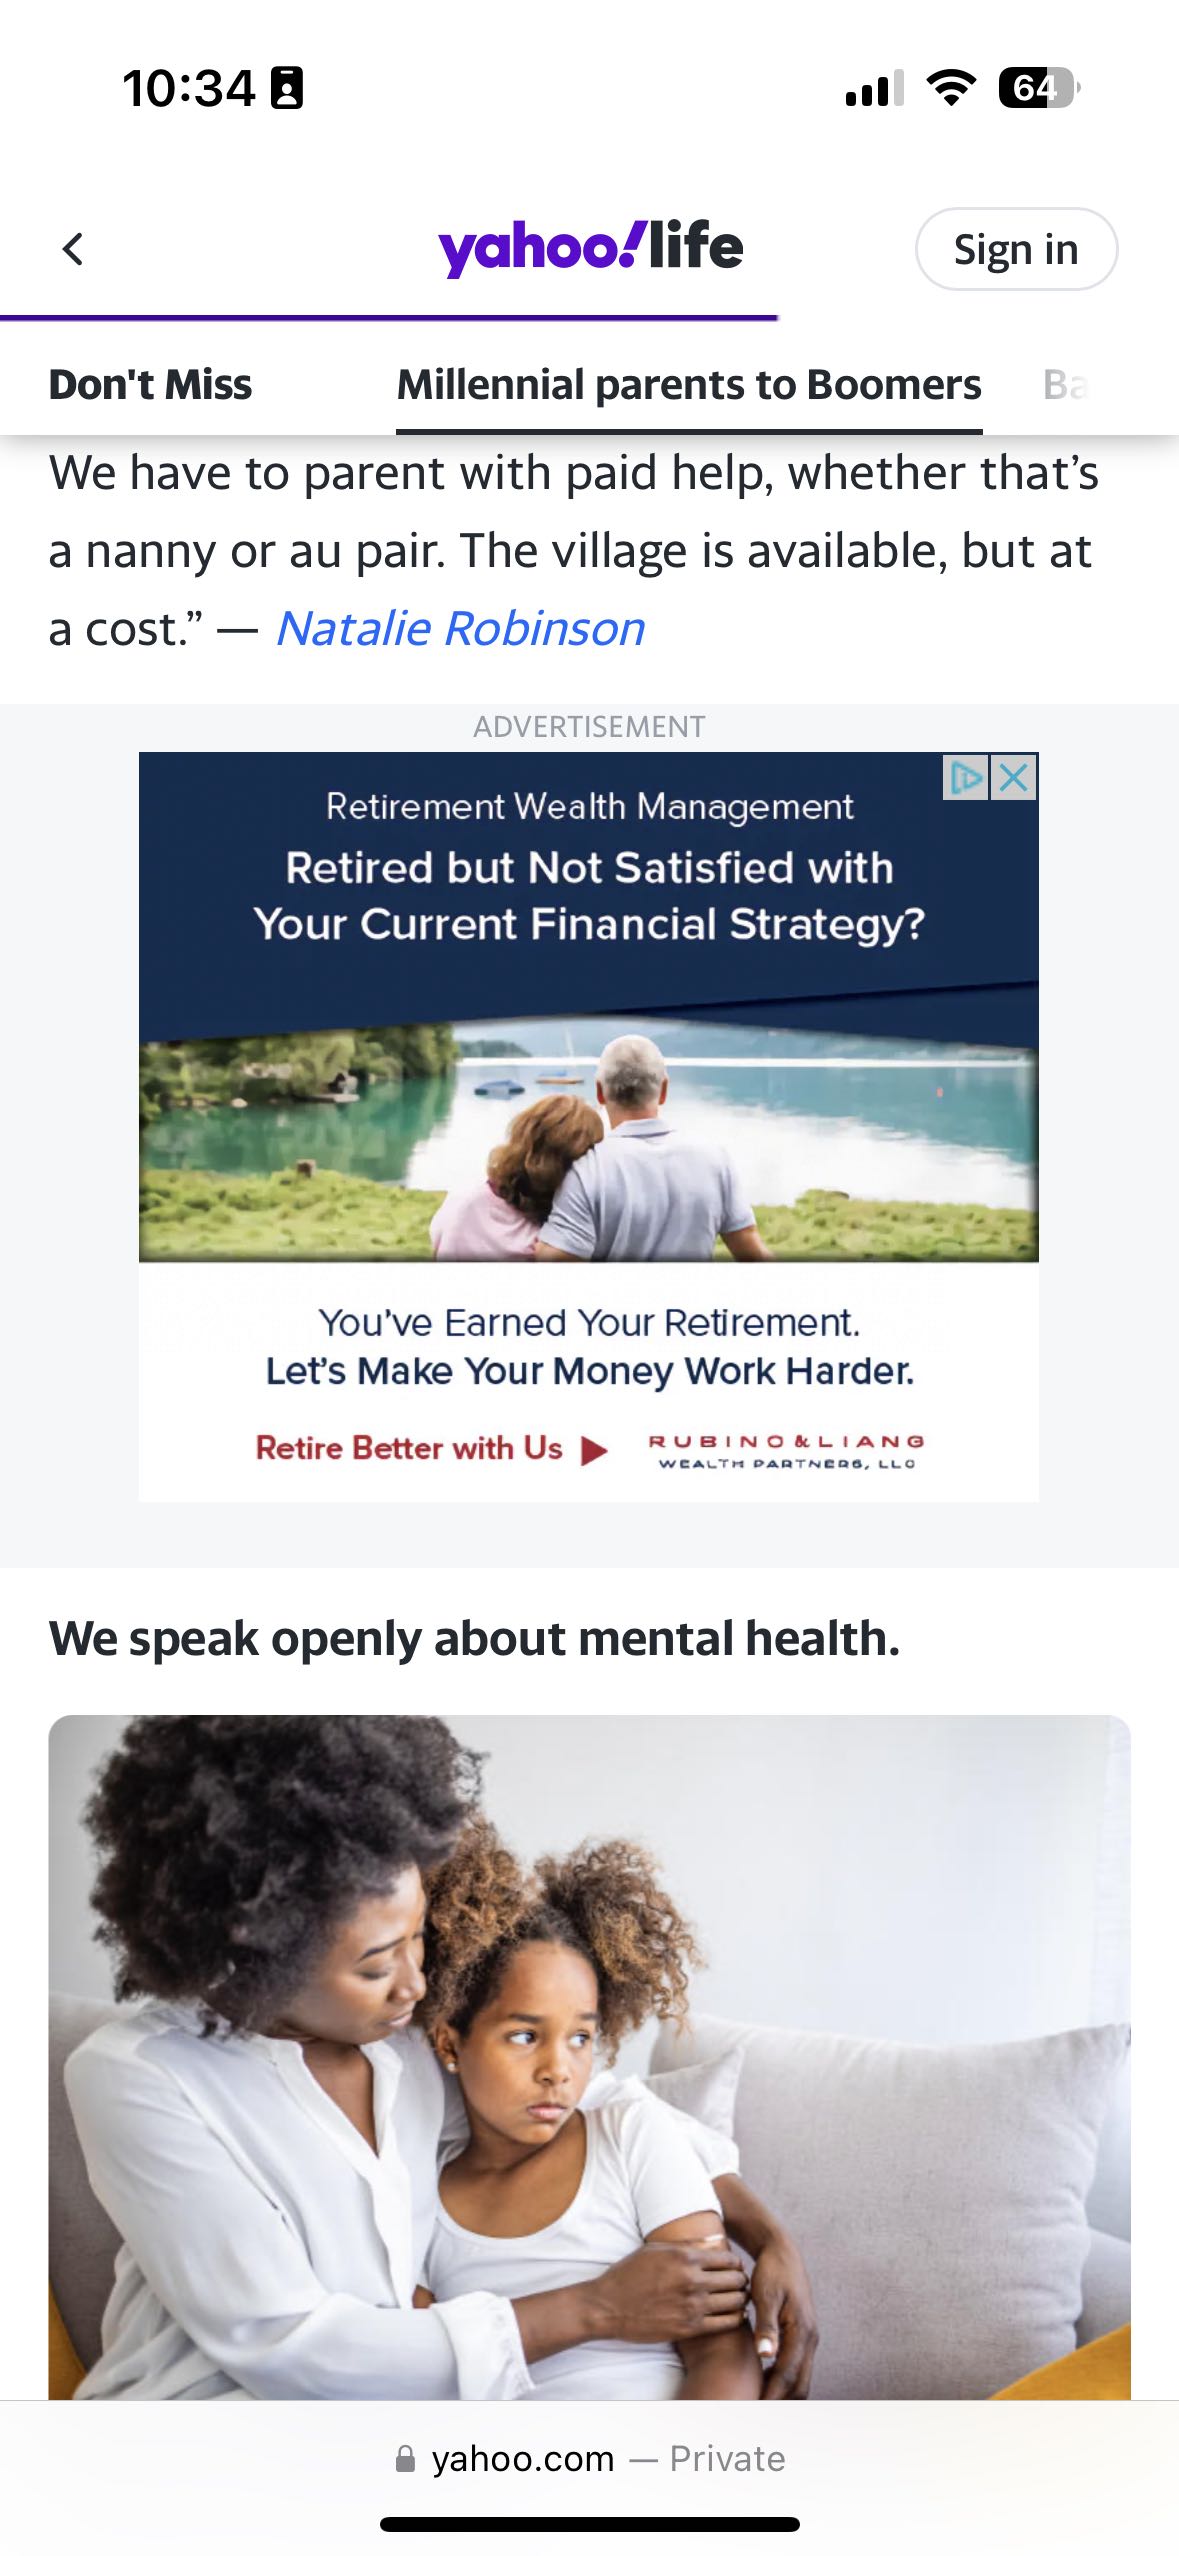 10:34
64
yahoo!life
Sign in
Don't Miss
Millennial parents to Boomers
Ba
We have to parent with paid help, whether that’s
a nanny or au pair. The village is available, but at
a cost.” — Natalie Robinson
ADVERTISEMENT
Retirement Wealth Management
Retired but Not Satisfied with
Your Current Financial Strategy?
You’ve Earned Your Retirement.
Let’s Make Your Money Work Harder.
Retire Better with Us
RUBINO & LIANG
WEALTH PARTNERS, LLC
We speak openly about mental health.
yahoo.com — Private